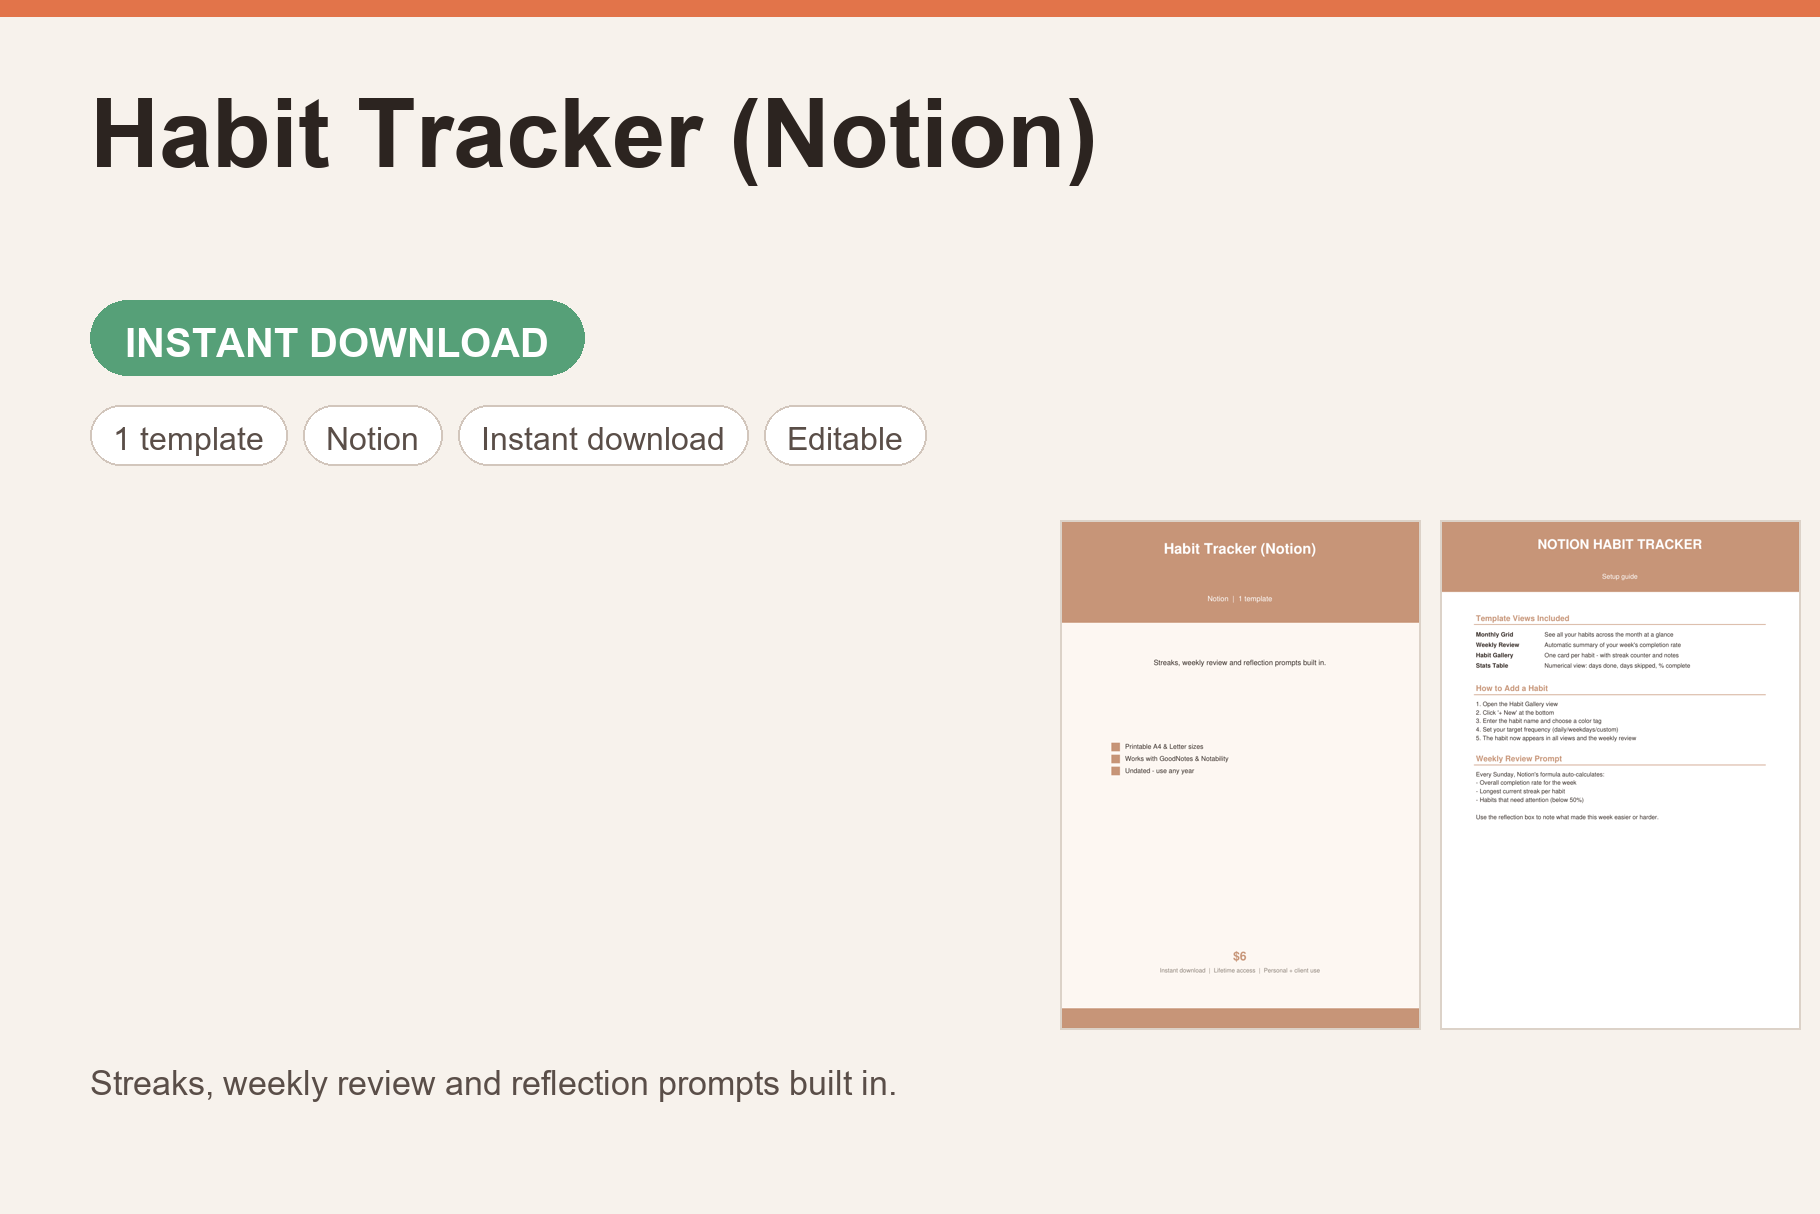 Habit Tracker (Notion)
INSTANT DOWNLOAD
1 template
Notion
Instant download
Editable
Habit Tracker (Notion)
Notion | 1 template
Streaks, weekly review and reflection prompts built in.
Printable A4 & Letter sizes
Works with GoodNotes & Notability
Undated - use any year
$6
Instant download | Lifetime access | Personal + client use
NOTION HABIT TRACKER
Setup guide
Template Views Included
Monthly Grid See all your habits across the month at a glance
Weekly Review Automatic summary of your week's completion rate
Habit Gallery One card per habit - with streak counter and notes
Stats Table Numerical view: days done, days skipped, % complete
How to Add a Habit
1. Open the Habit Gallery view
2. Click '+ New' at the bottom
3. Enter the habit name and choose a color tag
4. Set your target frequency (daily/weekdays/custom)
5. The habit now appears in all views and the weekly review
Weekly Review Prompt
Every Sunday, Notion's formula auto-calculates:
- Overall completion rate for the week
- Longest current streak per habit
- Habits that need attention (below 50%)
Use the reflection box to note what made this week easier or harder.
Streaks, weekly review and reflection prompts built in.